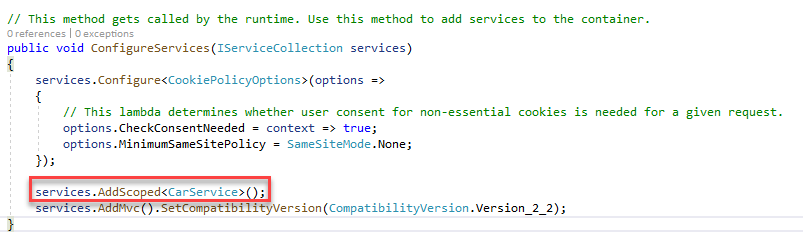 // This method gets called by the runtime. Use this method to add services to the container.
0 references | 0 exceptions
public void ConfigureServices(IServiceCollection services)
{
services.Configure<CookiePolicyOptions>(options =>
{
// This lambda determines whether user consent for non-essential cookies is needed for a given request.
options.CheckConsentNeeded = context => true;
options.MinimumSameSitePolicy = SameSiteMode.None;
});
services.AddScoped<CarService>();
services.AddMvc().SetCompatibilityVersion(CompatibilityVersion.Version_2_2);
}